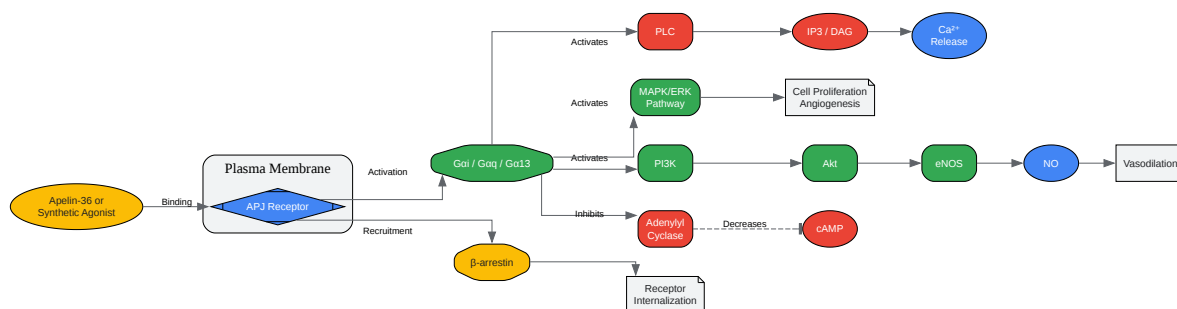 Activates
PLC
IP3 / DAG
Ca²⁺
Release
Activates
MAPK/ERK
Pathway
Cell Proliferation
Angiogenesis
Plasma Membrane
Activation
Gαi / Gαq / Gα13
Activates
PI3K
Akt
eNOS
NO
Vasodilation
Apelin-36 or
Synthetic Agonist
Binding
APJ Receptor
Inhibits
Adenylyl
Cyclase
Decreases
cAMP
Recruitment
β-arrestin
Receptor
Internalization